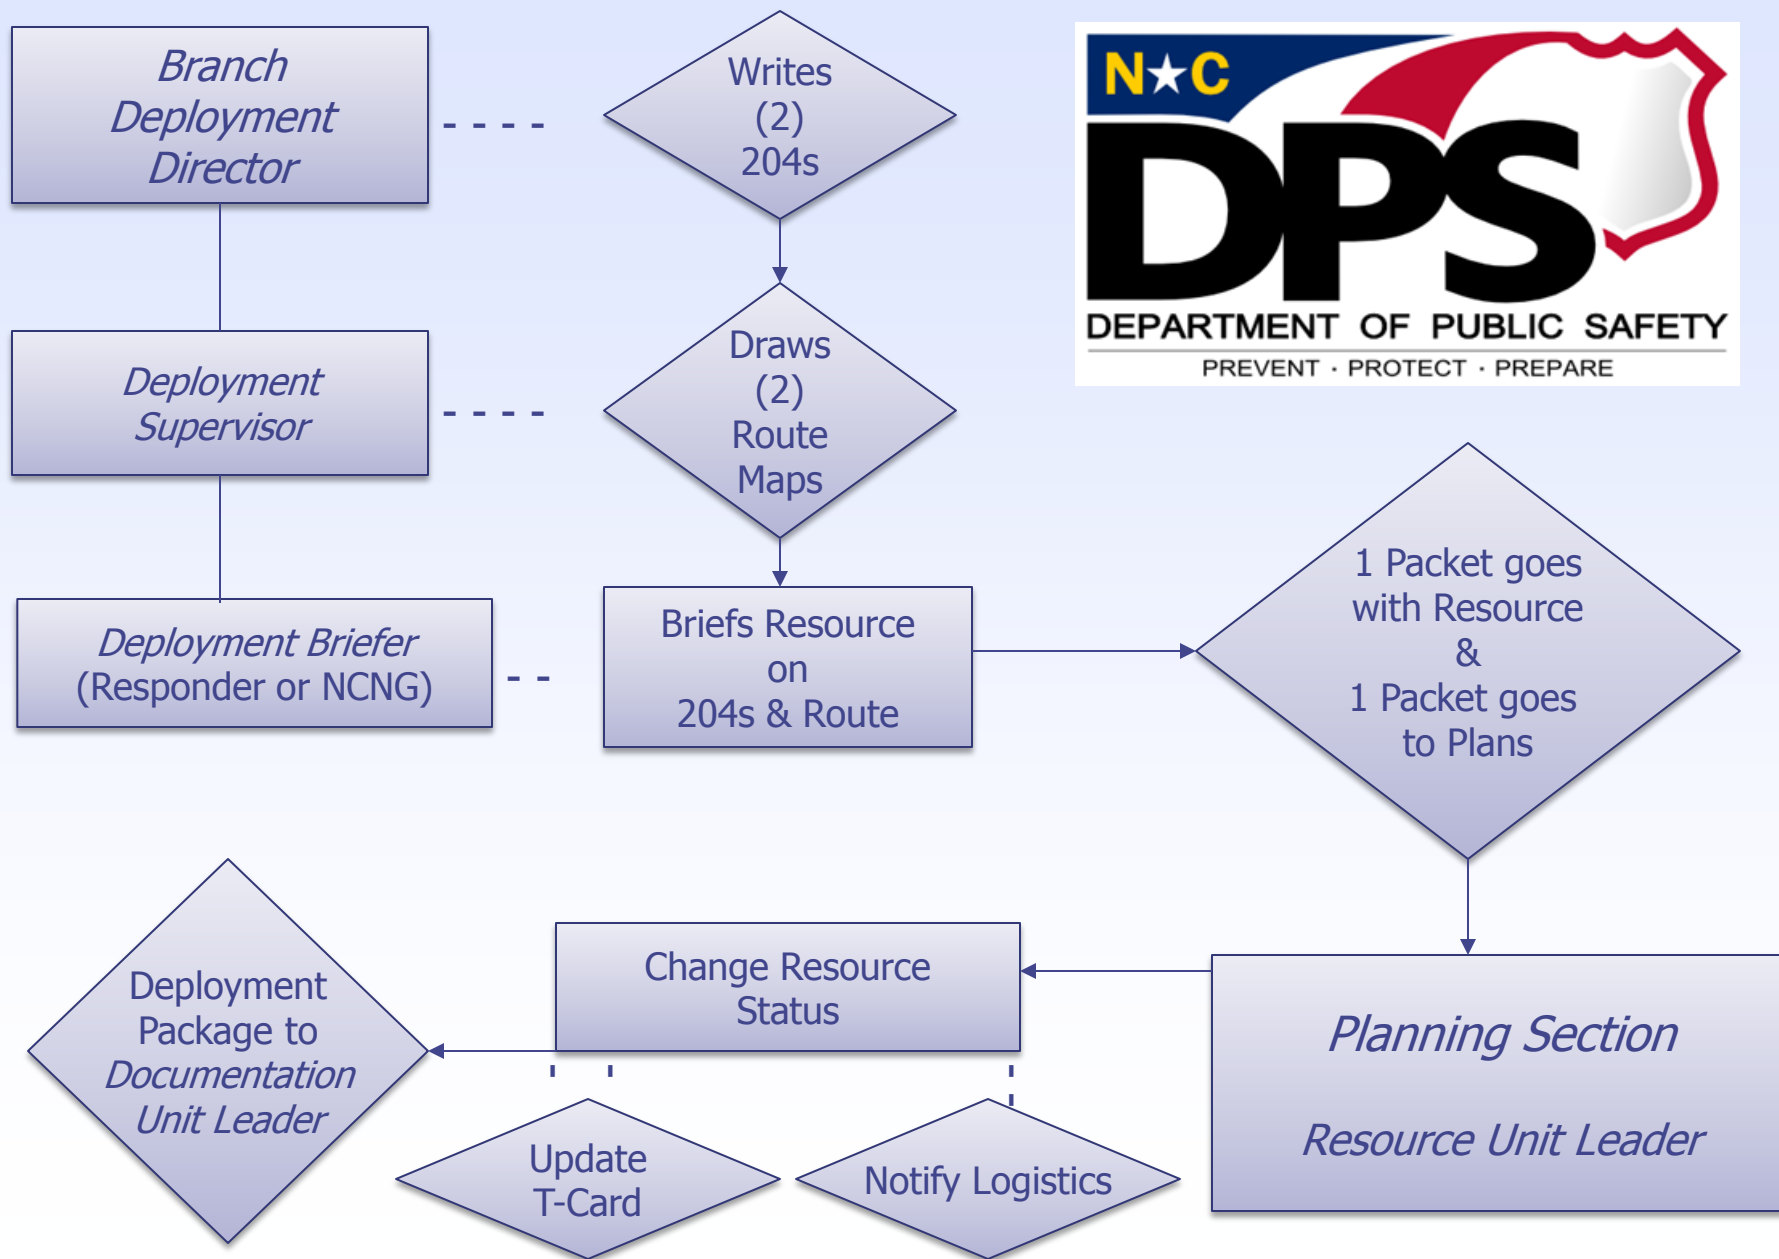 Branch
Deployment
Director
Writes
(2)
204s
N★C
DPS
DEPARTMENT OF PUBLIC SAFETY
PREVENT · PROTECT · PREPARE
Deployment
Supervisor
Draws
(2)
Route
Maps
Deployment Briefer
(Responder or NCNG)
Briefs Resource
on
204s & Route
1 Packet goes
with Resource
&
1 Packet goes
to Plans
Planning Section
Resource Unit Leader
Change Resource
Status
Update
T-Card
Notify Logistics
Deployment
Package to
Documentation
Unit Leader